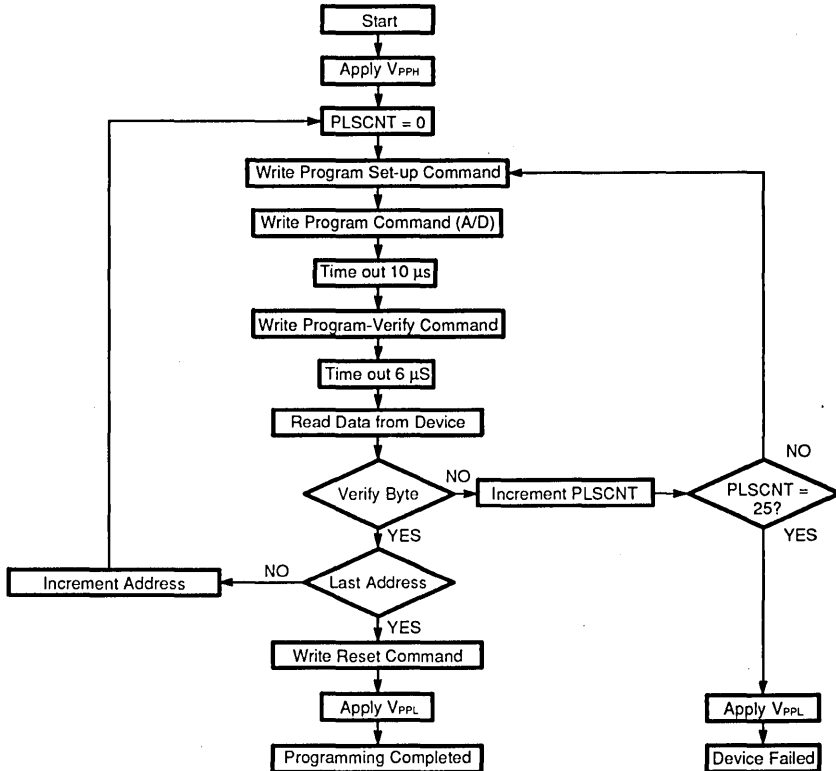 Start
Apply VPPH
PLSCNT = 0
Write Program Set-up Command
Write Program Command (A/D)
Time out 10 µs
Write Program-Verify Command
Time out 6 µS
Read Data from Device
Verify Byte
NO
Increment PLSCNT
PLSCNT =
25?
NO
YES
YES
Last Address
NO
Increment Address
YES
Write Reset Command
Apply VPPL
Programming Completed
Apply VPPL
Device Failed